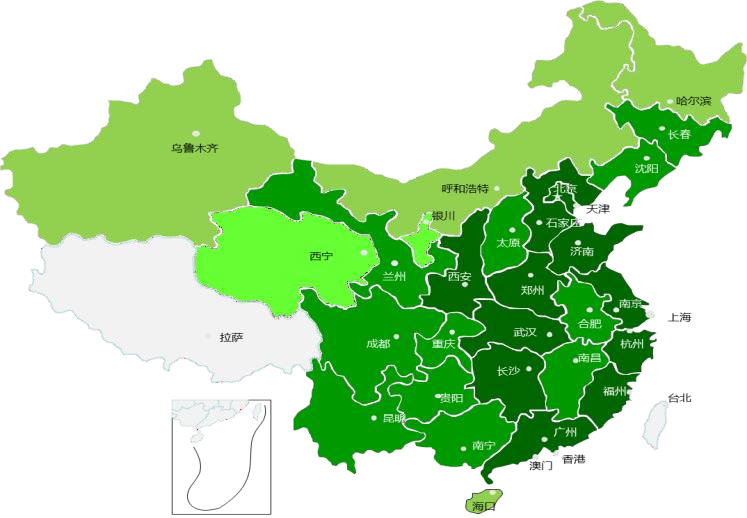 哈尔滨
长春
乌鲁木齐
沈阳
呼和浩特
北京
天津
银川
石家庄
太原
济南
西宁
兰州
西安
郑州
南京
上海
合肥
拉萨
武汉
杭州
成都
重庆
南昌
长沙
福州
贵阳
台北
昆明
广州
南宁
香港
澳门
海口